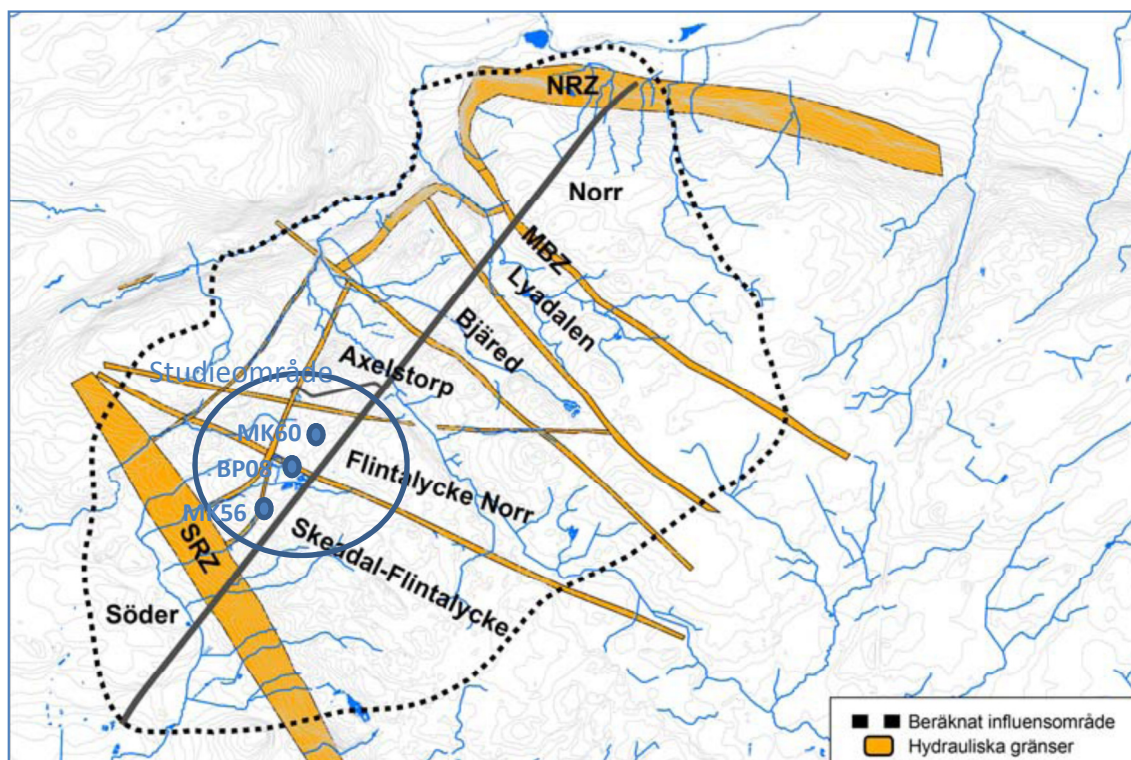 NRZ
Norr
MBZ
Lyadalen
Bjäred
Axelstorp
Studieområde
MK60
BP08
Flintalycke Norr
MK56
Skeadal-Flintalycke
SRZ
Söder
Beräknat influensområde
Hydrauliska gränser